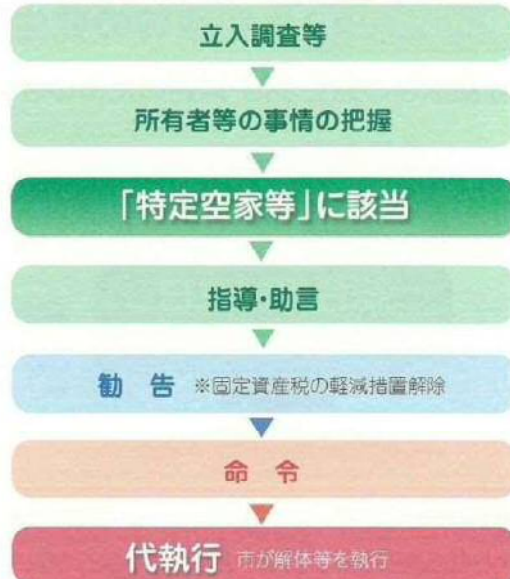 立入調査等
所有者等の事情の把握
「特定空家等」に該当
指導・助言
勧 告 ※固定資産税の軽減措置解除
命 令
代執行 市が解体等を執行